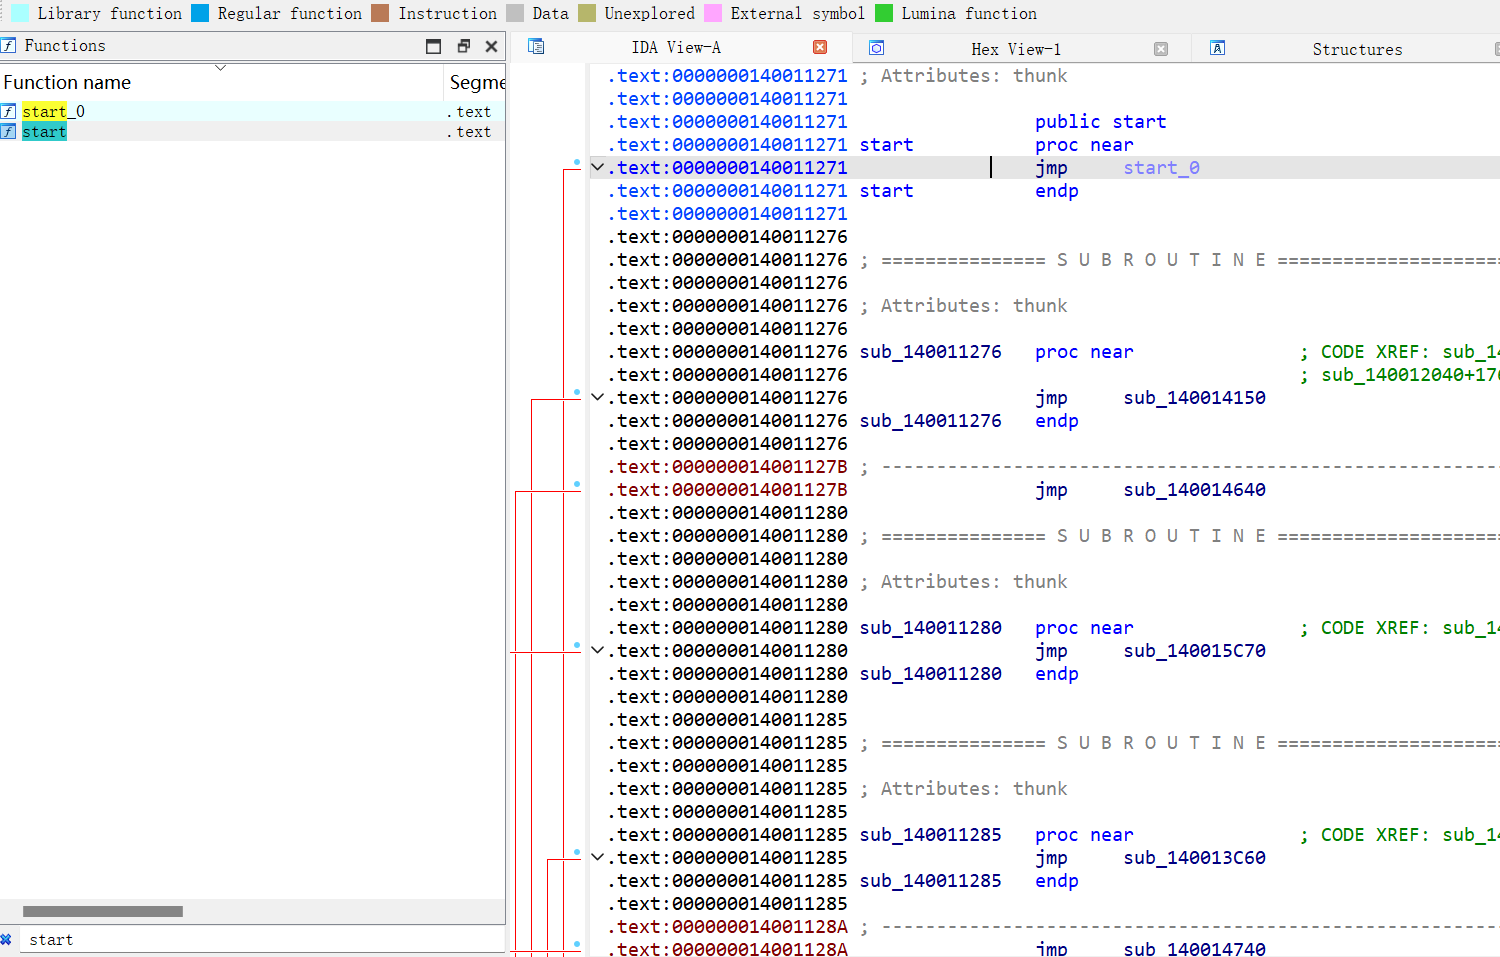 Library function Regular function Instruction Data Unexplored External symbol Lumina function
Functions
Function name Segme
start_0 .text
start .text
start
IDA View-A Hex View-1 Structures
.text:0000000140011271 ; Attributes: thunk
.text:0000000140011271
.text:0000000140011271 public start
.text:0000000140011271 start proc near
.text:0000000140011271 jmp start_0
.text:0000000140011271 start endp
.text:0000000140011271
.text:0000000140011276
.text:0000000140011276 ; =============== S U B R O U T I N E =====================
.text:0000000140011276
.text:0000000140011276 ; Attributes: thunk
.text:0000000140011276
.text:0000000140011276 sub_140011276 proc near ; CODE XREF: sub_14
.text:0000000140011276 ; sub_140012040+176
.text:0000000140011276 jmp sub_140014150
.text:0000000140011276 sub_140011276 endp
.text:0000000140011276
.text:000000014001127B ; ---------------------------------------------------------
.text:000000014001127B jmp sub_140014640
.text:0000000140011280
.text:0000000140011280 ; =============== S U B R O U T I N E =====================
.text:0000000140011280
.text:0000000140011280 ; Attributes: thunk
.text:0000000140011280
.text:0000000140011280 sub_140011280 proc near ; CODE XREF: sub_14
.text:0000000140011280 jmp sub_140015C70
.text:0000000140011280 sub_140011280 endp
.text:0000000140011280
.text:0000000140011285
.text:0000000140011285 ; =============== S U B R O U T I N E =====================
.text:0000000140011285
.text:0000000140011285 ; Attributes: thunk
.text:0000000140011285
.text:0000000140011285 sub_140011285 proc near ; CODE XREF: sub_14
.text:0000000140011285 jmp sub_140013C60
.text:0000000140011285 sub_140011285 endp
.text:0000000140011285
.text:000000014001128A ; ---------------------------------------------------------
.text:000000014001128A jmp sub_140014740